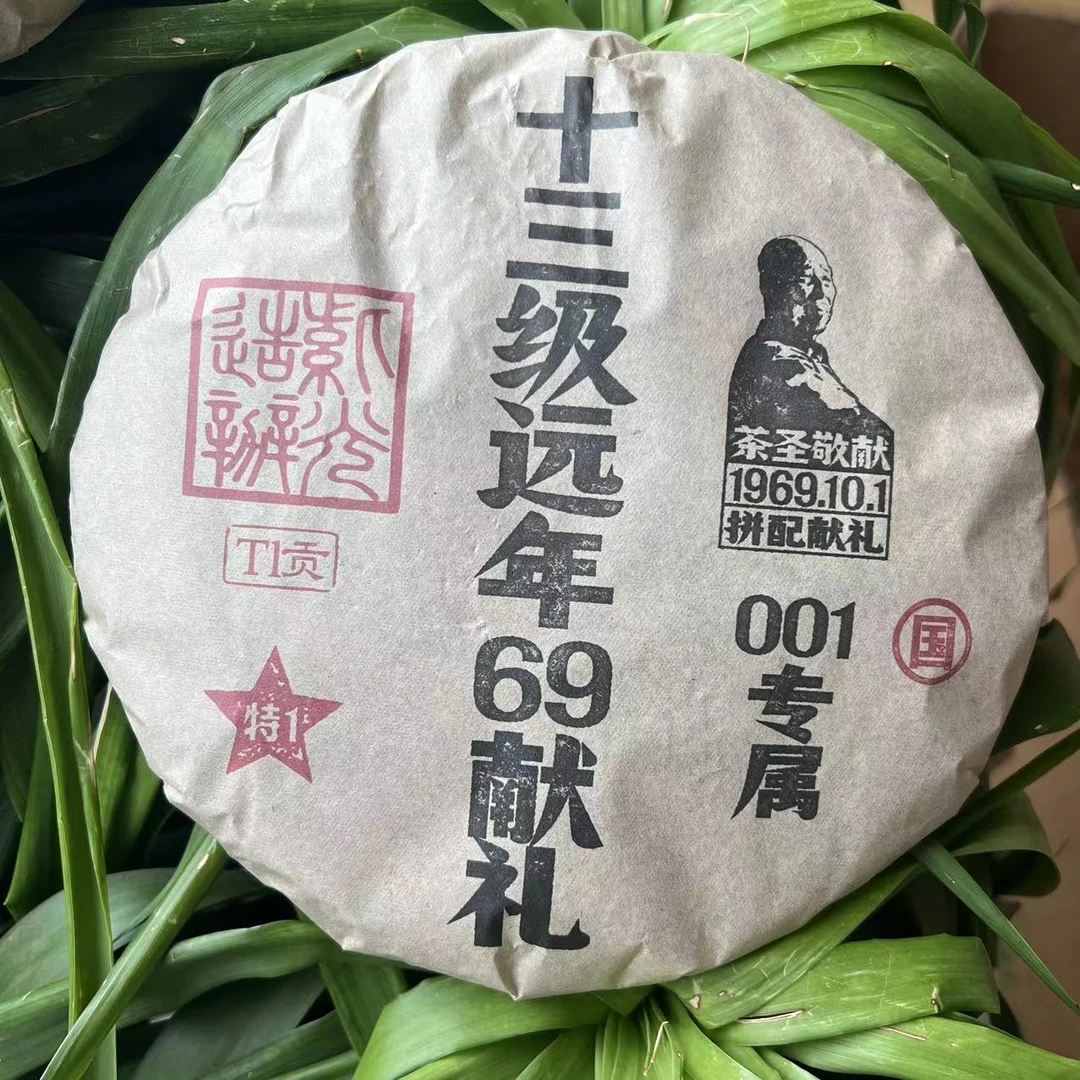 十三级远年69献礼
茶圣敬献
1969.10.1
拼配献礼
001
专属
国
T1贡
特1